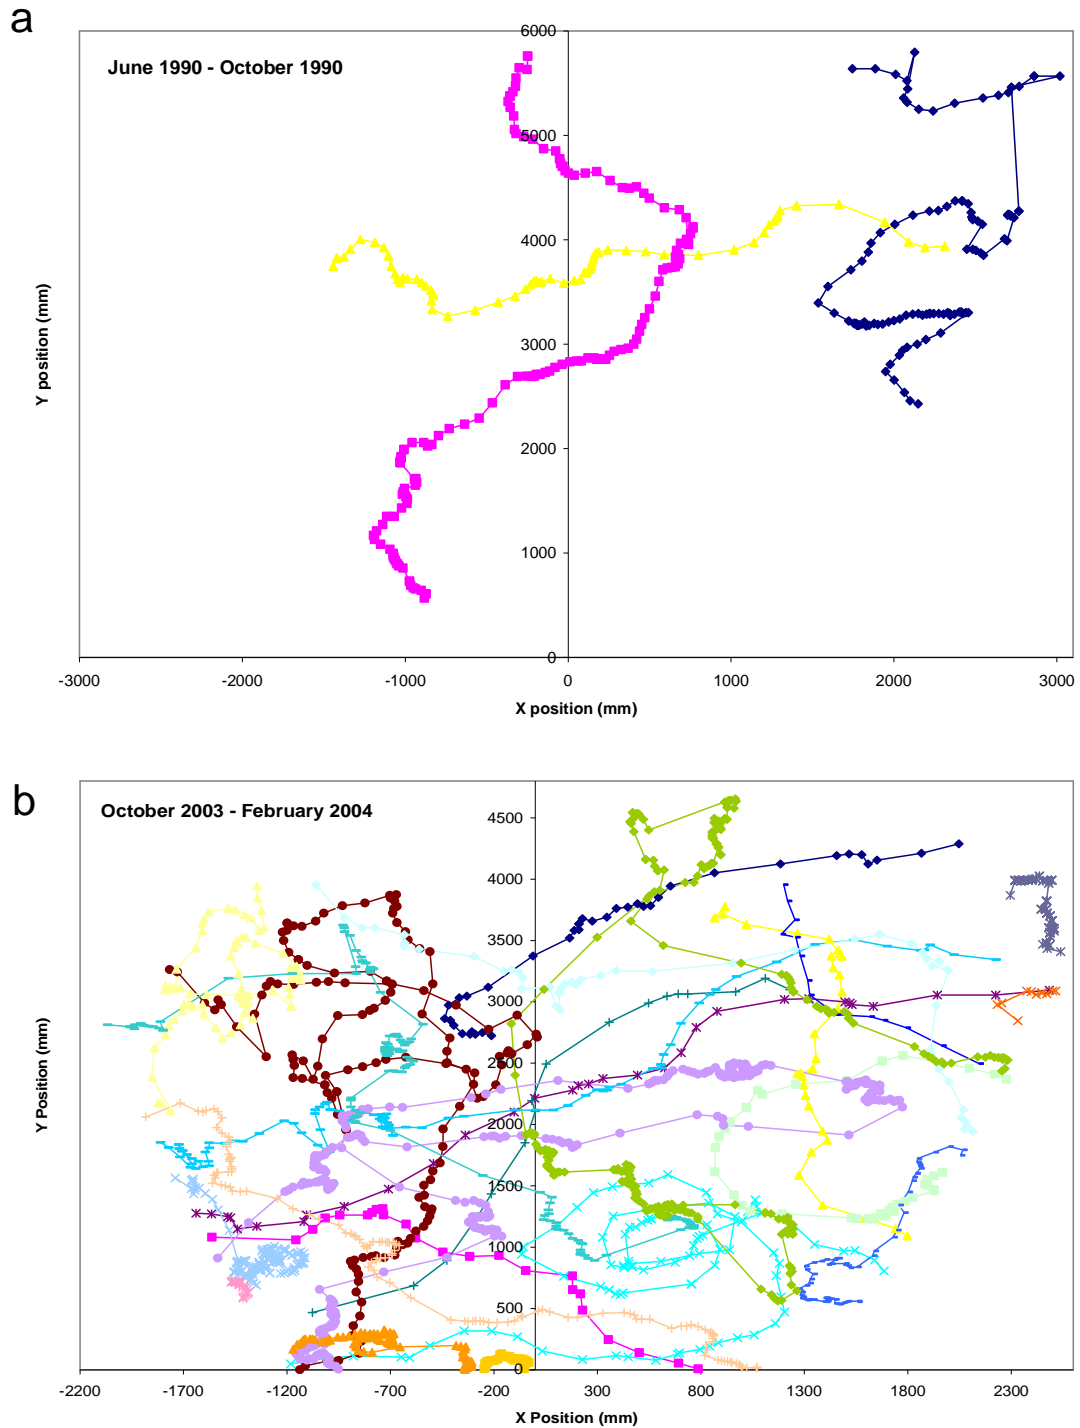 a
June 1990 - October 1990
6000
5000
4000
3000
2000
1000
0
Y position (mm)
-3000 -2000 -1000 0 1000 2000 3000
X position (mm)
b
October 2003 - February 2004
4500
4000
3500
3000
2500
2000
1500
1000
500
0
Y Position (mm)
-2200 -1700 -1200 -700 -200 300 800 1300 1800 2300
X Position (mm)